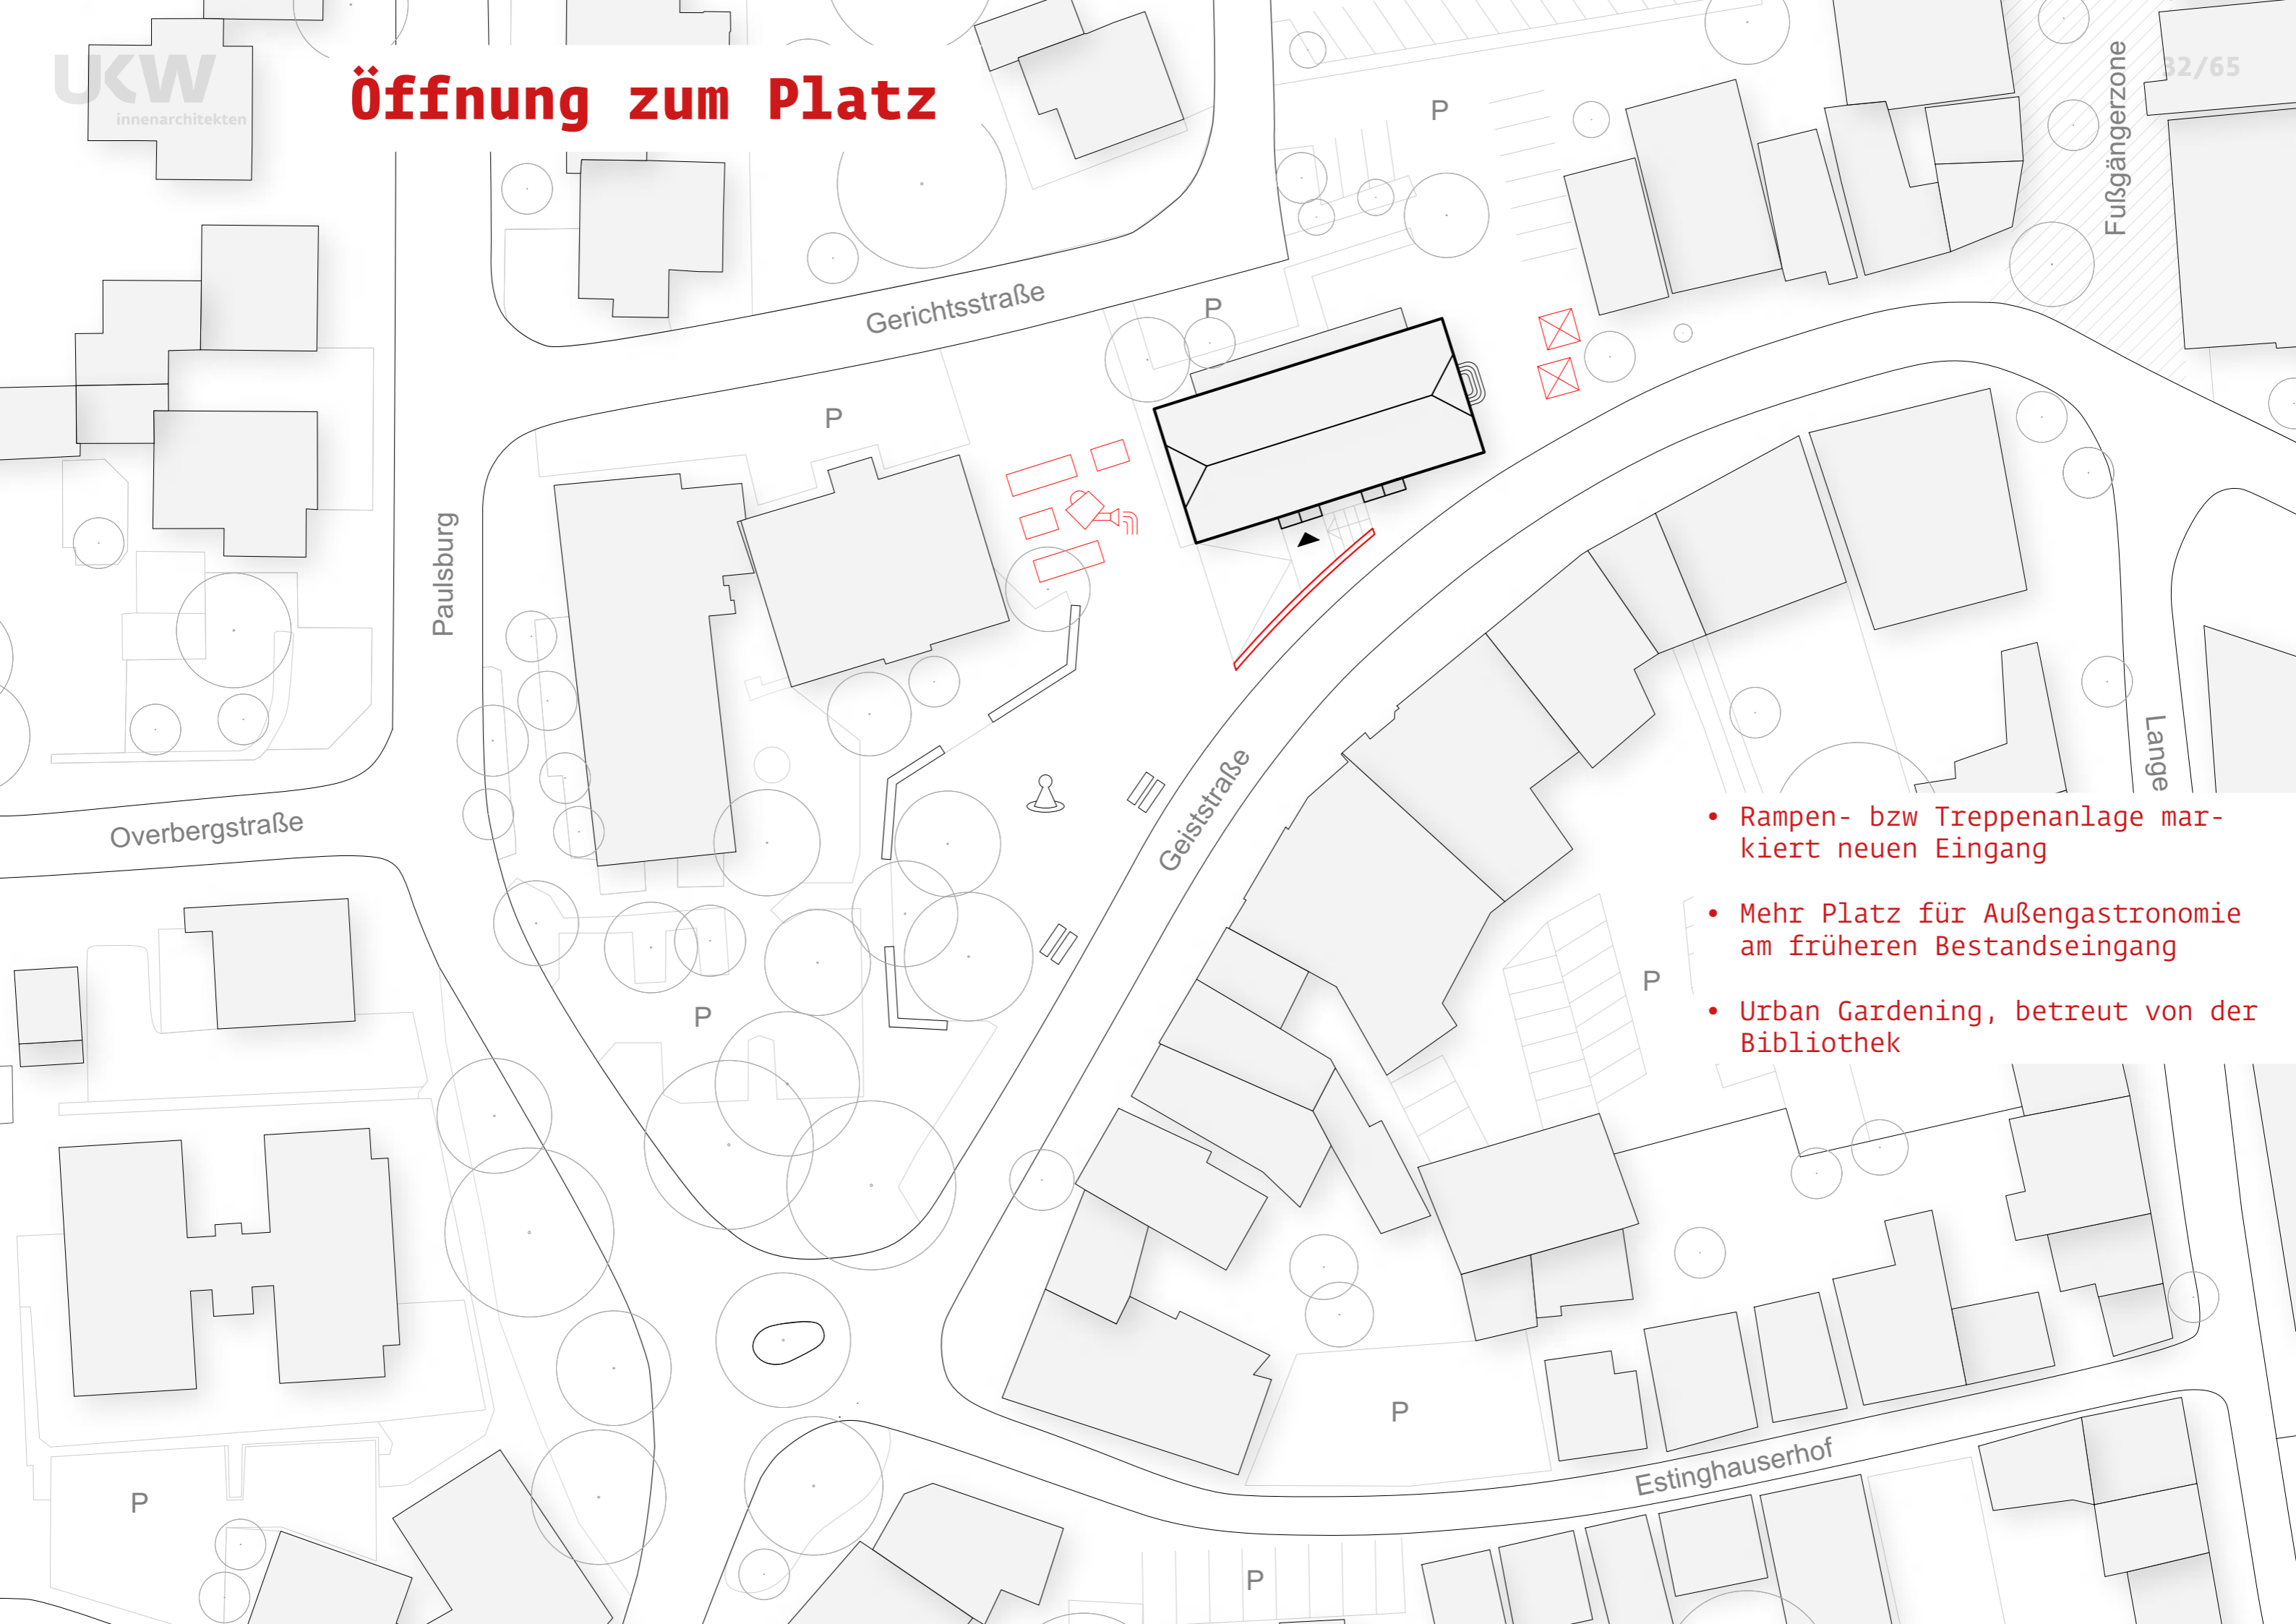 UKW
innenarchitekten
Öffnung zum Platz
32/65
Fußgängerzone
P
P
Gerichtsstraße
P
Paulsburg
Overbergstraße
Geiststraße
Lange
• Rampen- bzw Treppenanlage mar-
kiert neuen Eingang
• Mehr Platz für Außengastronomie
am früheren Bestandseingang
• Urban Gardening, betreut von der
Bibliothek
P
P
P
Estinghauserhof
P
P